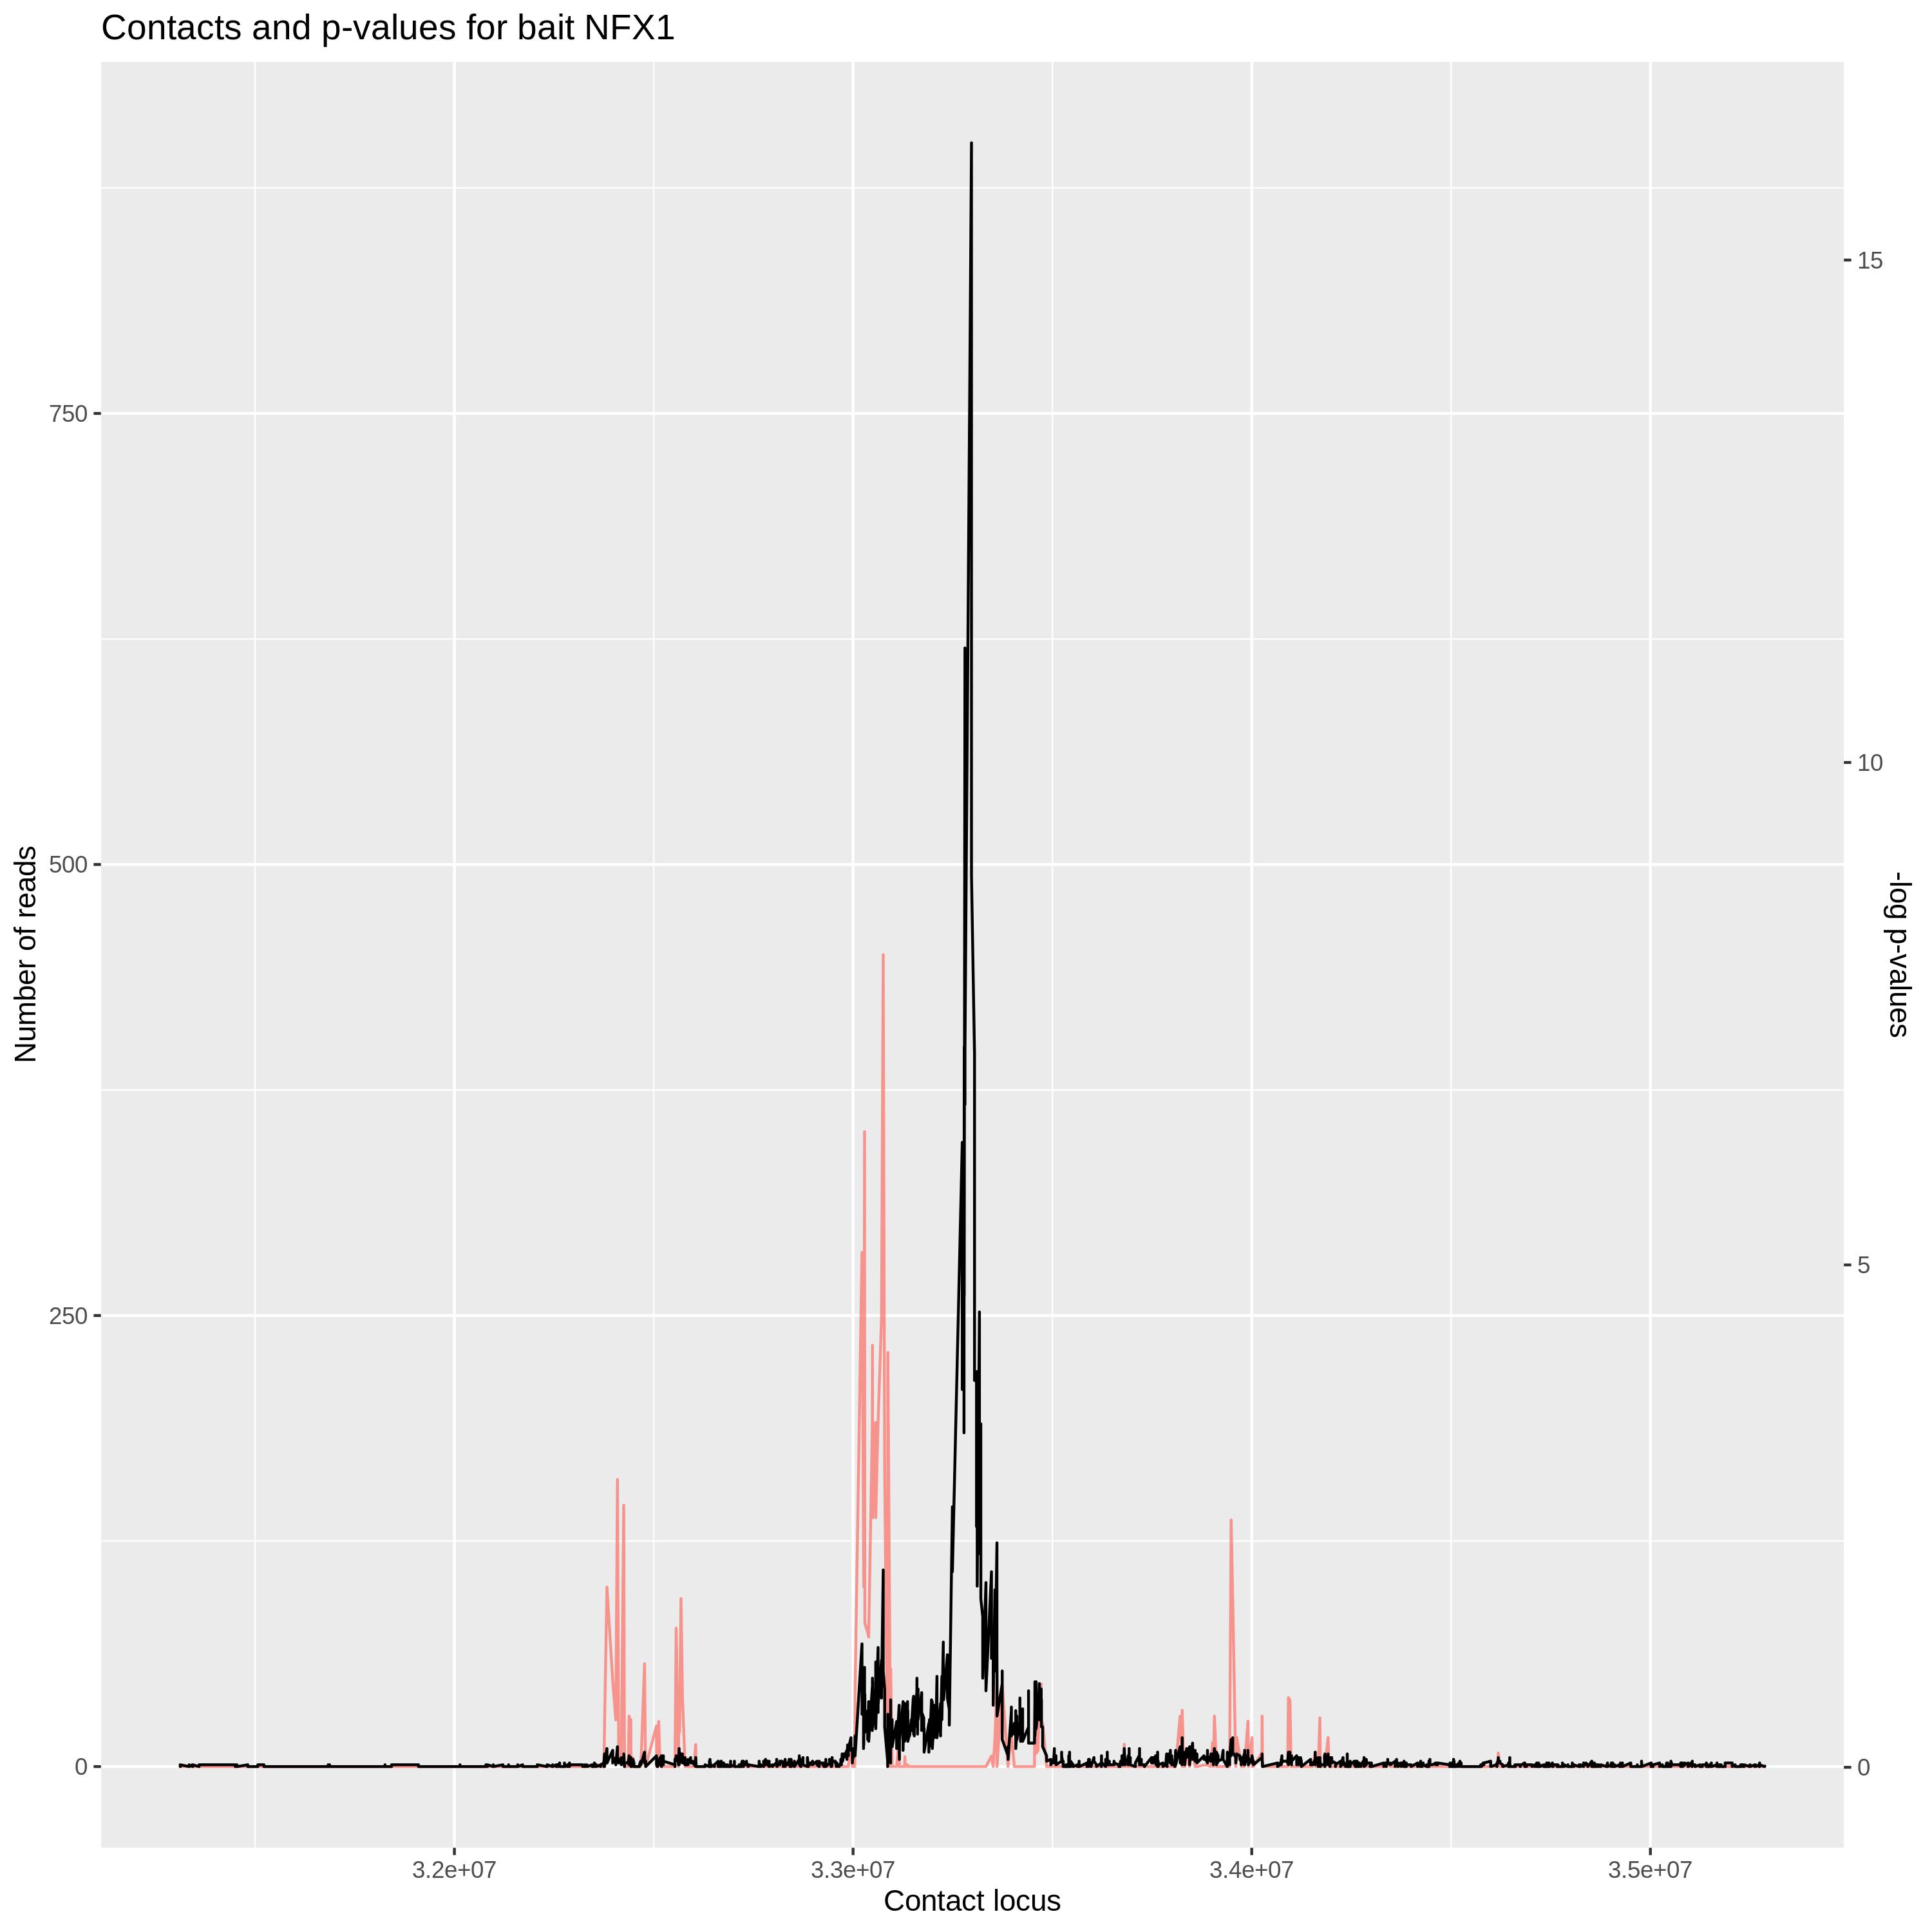 Contacts and p-values for bait NFX1
Number of reads
750
500
250
0
15
10
5
0
-log p-values
3.2e+07
3.3e+07
3.4e+07
3.5e+07
Contact locus